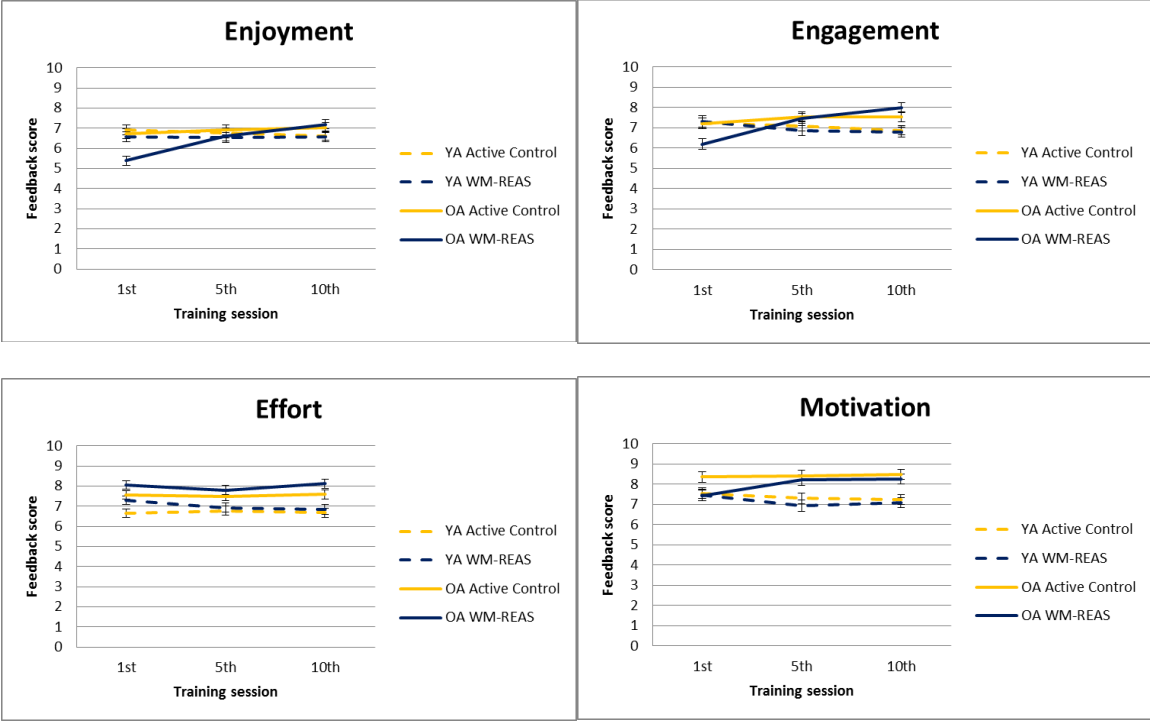 Enjoyment
10
9
8
7
6
5
4
3
2
1
0
Feedback score
1st
5th
10th
Training session
YA Active Control
YA WM-REAS
OA Active Control
OA WM-REAS
Engagement
10
9
8
7
6
5
4
3
2
1
0
Feedback score
1st
5th
10th
Training session
YA Active Control
YA WM-REAS
OA Active Control
OA WM-REAS
Effort
10
9
8
7
6
5
4
3
2
1
0
Feedback score
1st
5th
10th
Training session
YA Active Control
YA WM-REAS
OA Active Control
OA WM-REAS
Motivation
10
9
8
7
6
5
4
3
2
1
0
Feedback score
1st
5th
10th
Training session
YA Active Control
YA WM-REAS
OA Active Control
OA WM-REAS